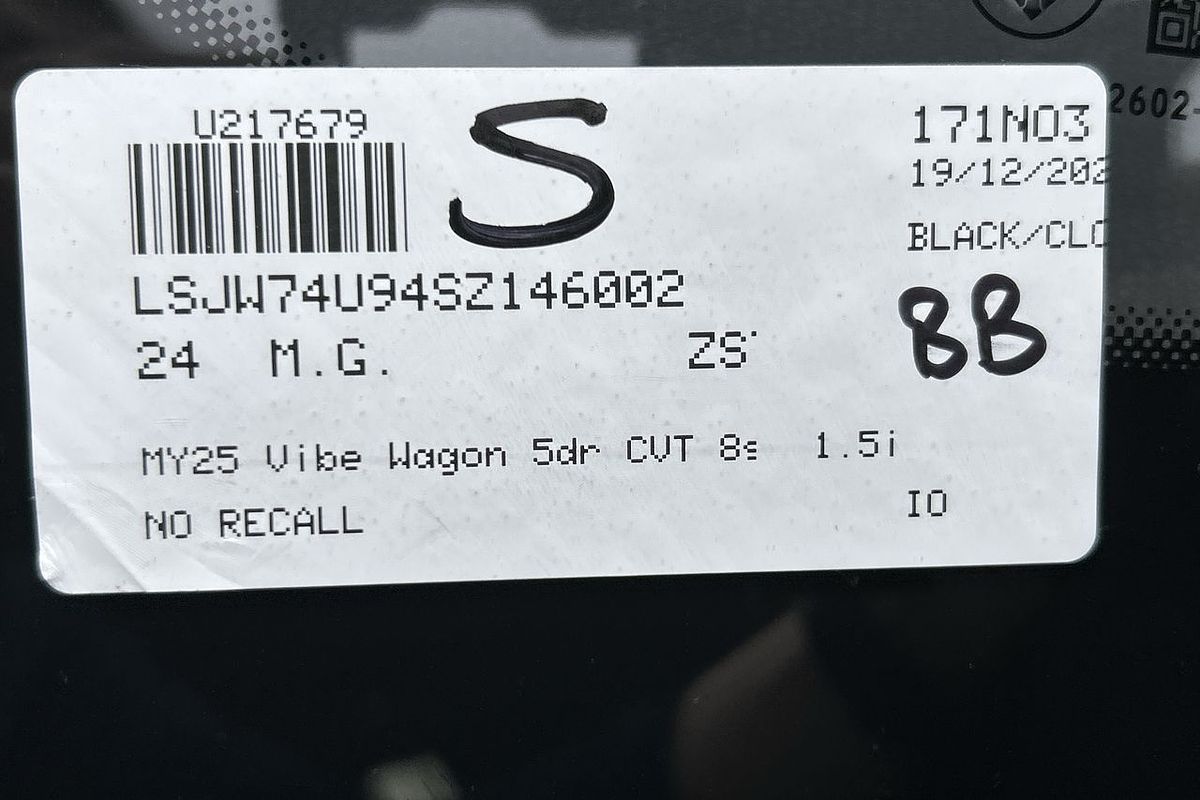 U217679
S
171NO3
19/12/202
BLACK/CLO
LSJW74U94SZ146002
8B
24 M.G. ZS
MY25 Vibe Wagon 5dr CVT 8s 1.5i
NO RECALL
IO
2602-